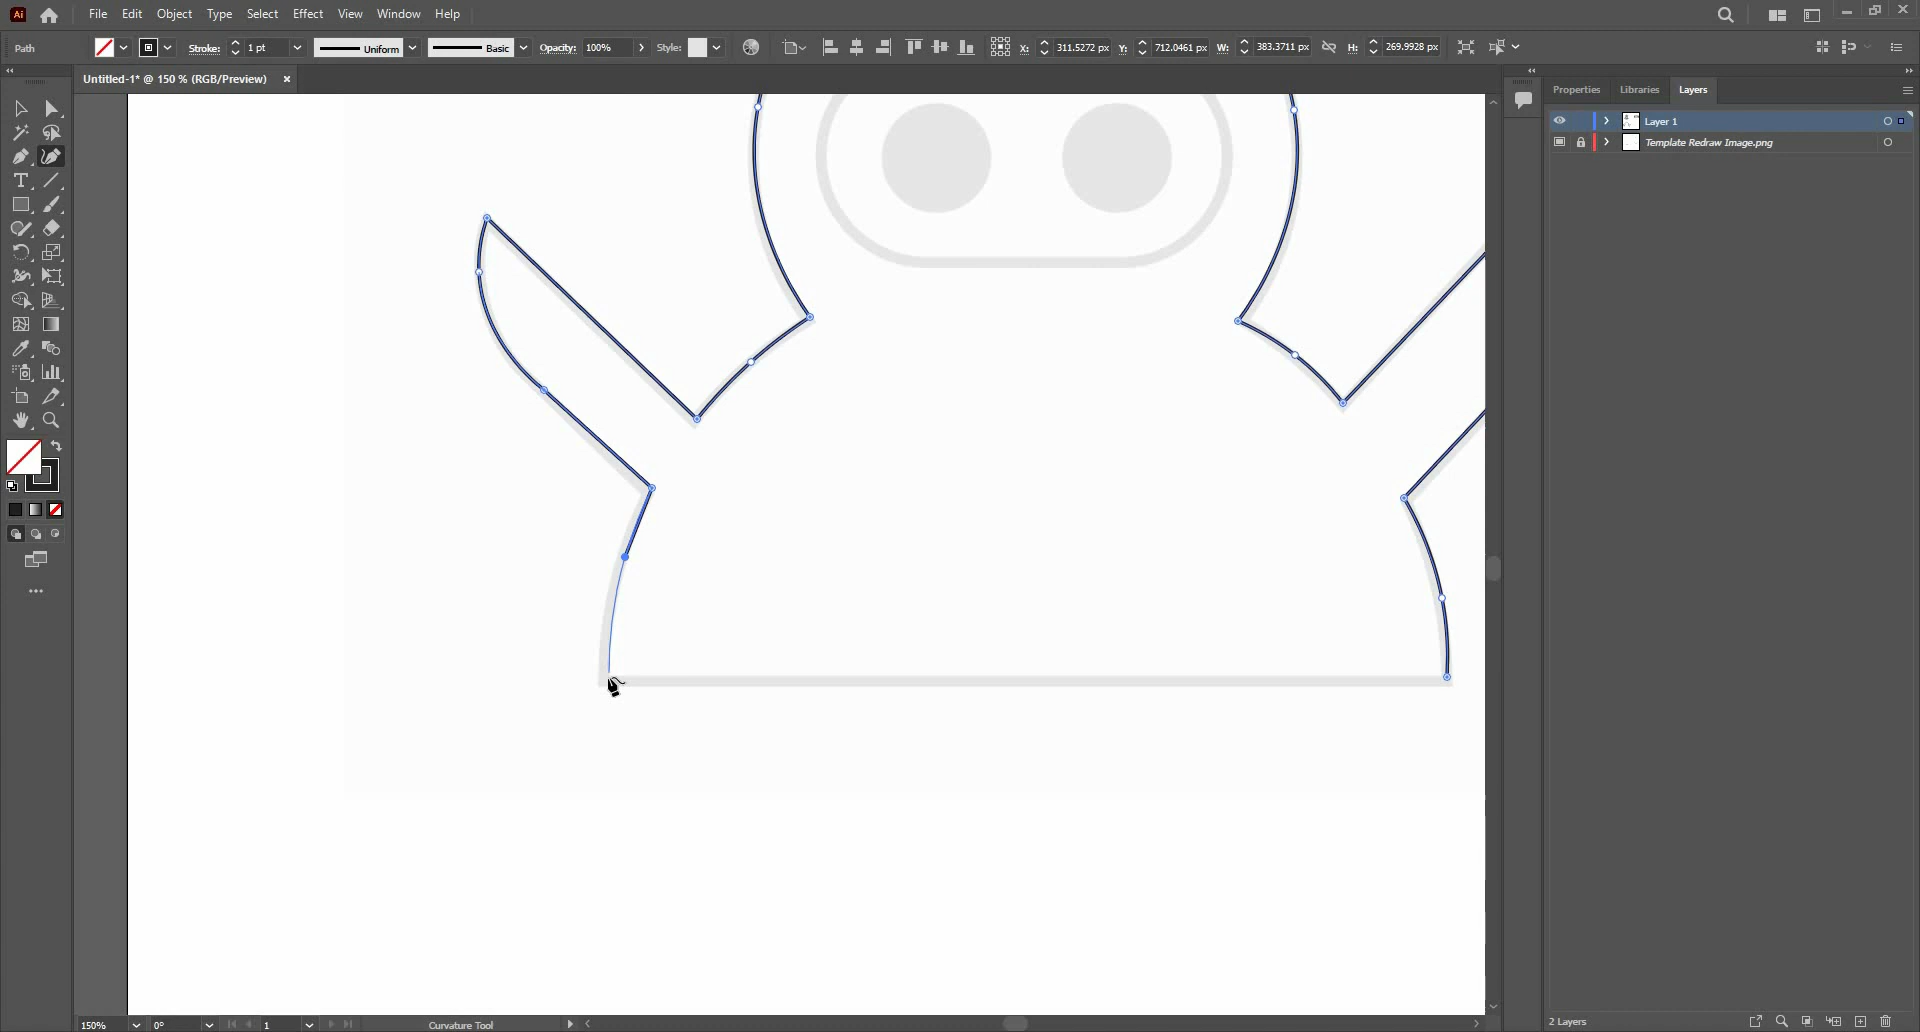 Ai File Edit Object Type Select Effect View Window Help
Path Stroke: 1 pt Uniform Basic Opacity: 100% Style: X: 311.5272 px Y: 712.0461 px W: 383.3711 px H: 269.9928 px
Untitled-1* @ 150 % (RGB/Preview) Properties Libraries Layers
Layer 1
Template Redraw Image.png
150% 0° 1 Curvature Tool 2 Layers